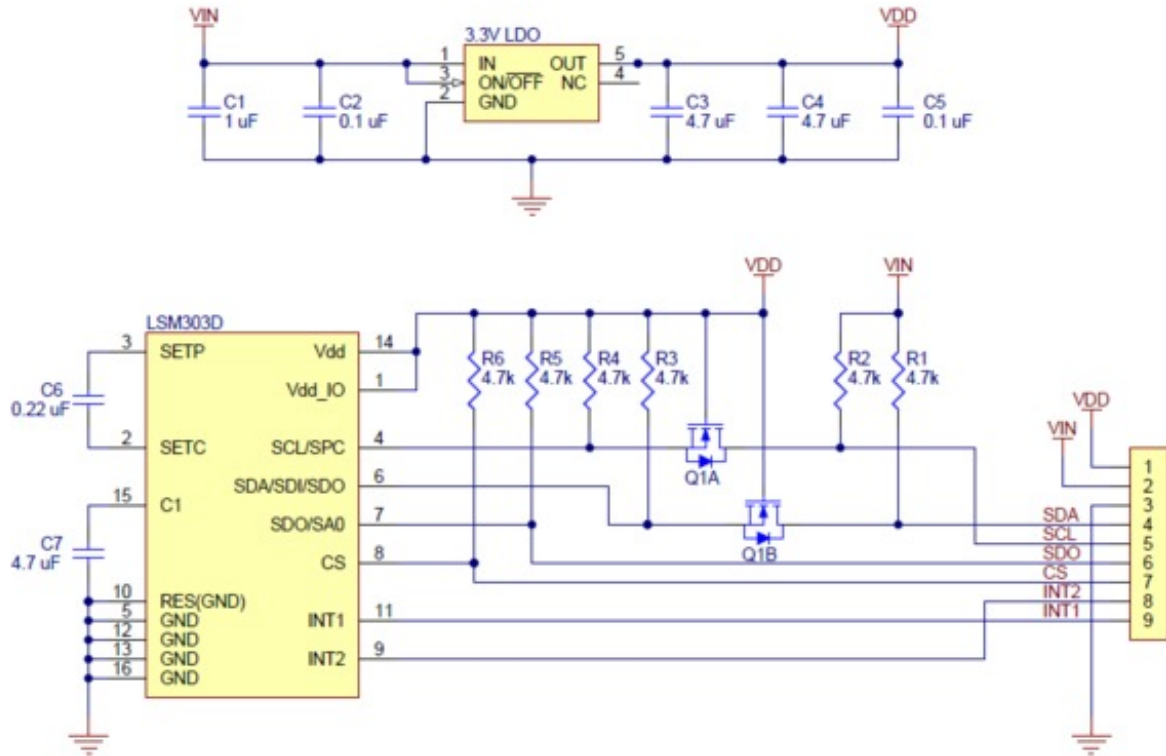 VIN
VDD
3.3V LDO
1 IN OUT 5
3 ON/OFF NC 4
2 GND
C1
1 uF
C2
0.1 uF
C3
4.7 uF
C4
4.7 uF
C5
0.1 uF
VDD
VIN
LSM303D
3 SETP Vdd 14
Vdd_IO 1
C6
0.22 uF
2 SETC SCL/SPC 4
SDA/SDI/SDO 6
15 C1 SDO/SA0 7
C7
4.7 uF
CS 8
10 RES(GND)
5 GND INT1 11
12 GND
13 GND INT2 9
16 GND
R6
4.7k
R5
4.7k
R4
4.7k
R3
4.7k
R2
4.7k
R1
4.7k
Q1A
Q1B
VDD
VIN
1
2
3
SDA 4
SCL 5
SDO 6
CS 7
INT2 8
INT1 9